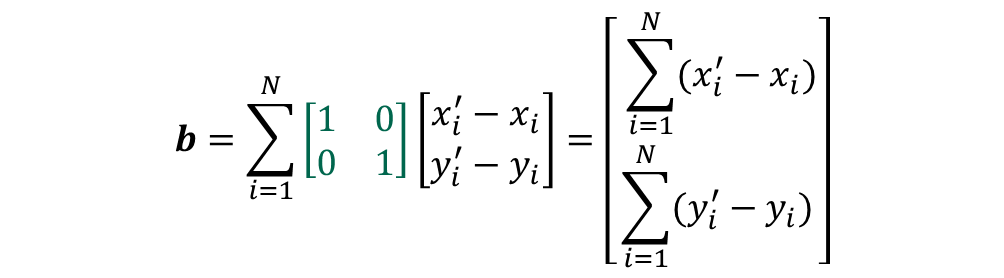 𝒃 = ∑_{i=1}^{N} [1 0; 0 1] [x′_i − x_i; y′_i − y_i] = [∑_{i=1}^{N} (x′_i − x_i); ∑_{i=1}^{N} (y′_i − y_i)]